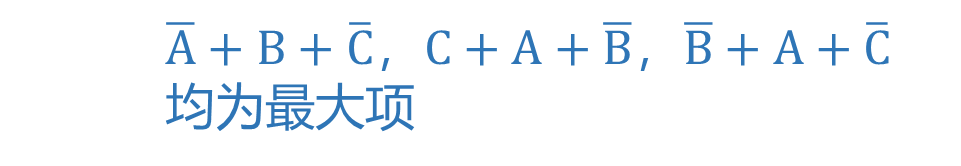 A̅ + B + C̅, C + A + B̅, B̅ + A + C̅
均为最大项